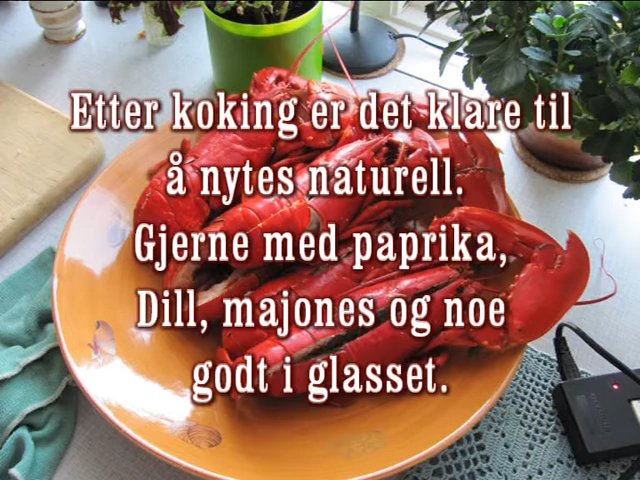 Etter koking er det klare til
å nytes naturell.
Gjerne med paprika,
Dill, majones og noe
godt i glasset.